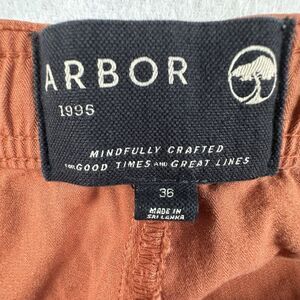 ARBOR
1995
MINDFULLY CRAFTED
FOR GOOD TIMES AND GREAT LINES
36
MADE IN
SRI LANKA